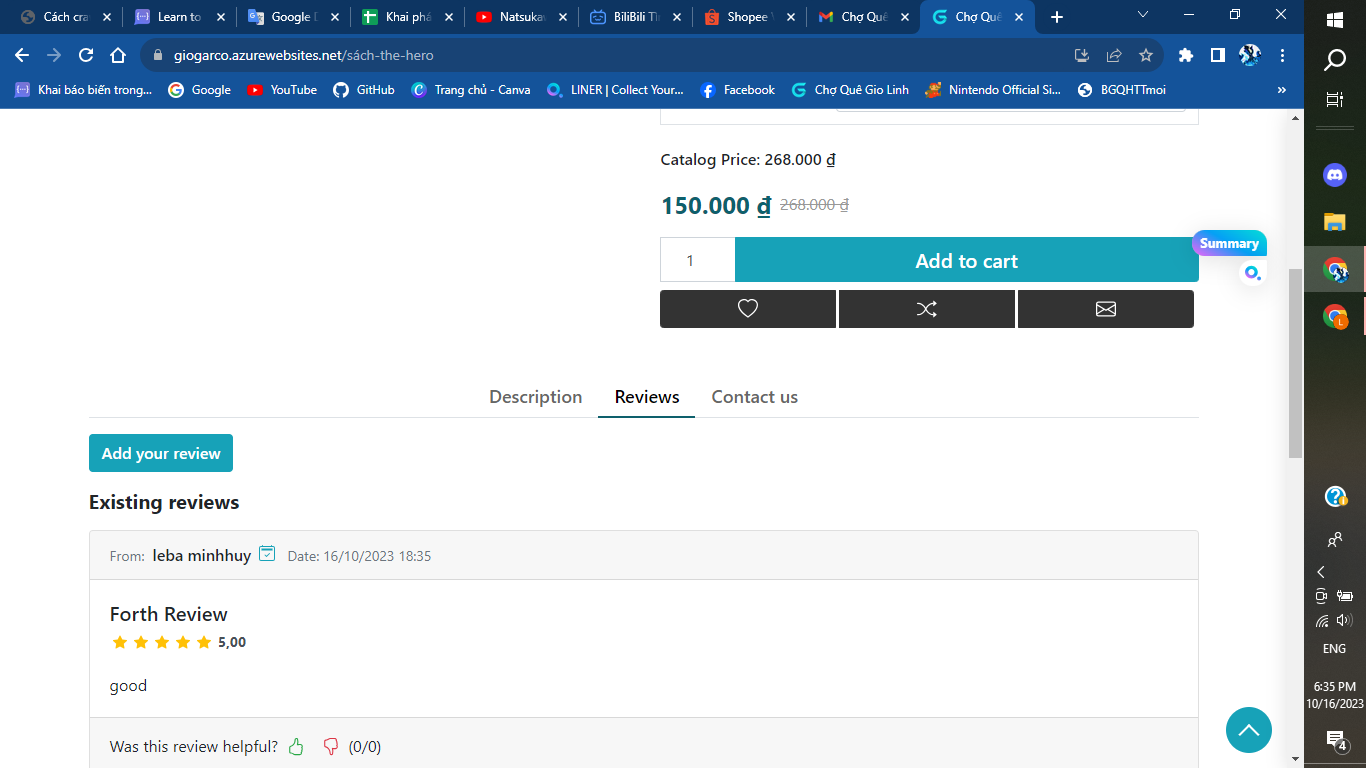 Cách cra
Learn to
Google D
Khai phá
Natsuka
BiliBili Ti
Shopee V
Chợ Quê
Chợ Quê
giogarco.azurewebsites.net/sách-the-hero
Khai báo biến trong...
Google
YouTube
GitHub
Trang chủ - Canva
LINER | Collect Your...
Facebook
Chợ Quê Gio Linh
Nintendo Official Si...
BGQHTTmoi
»
Catalog Price: 268.000 ₫
150.000 ₫ 268.000 ₫
1
Add to cart
Summary
Description
Reviews
Contact us
Add your review
Existing reviews
From: leba minhhuy Date: 16/10/2023 18:35
Forth Review
5,00
good
Was this review helpful? (0/0)
L
ENG
6:35 PM
10/16/2023
4